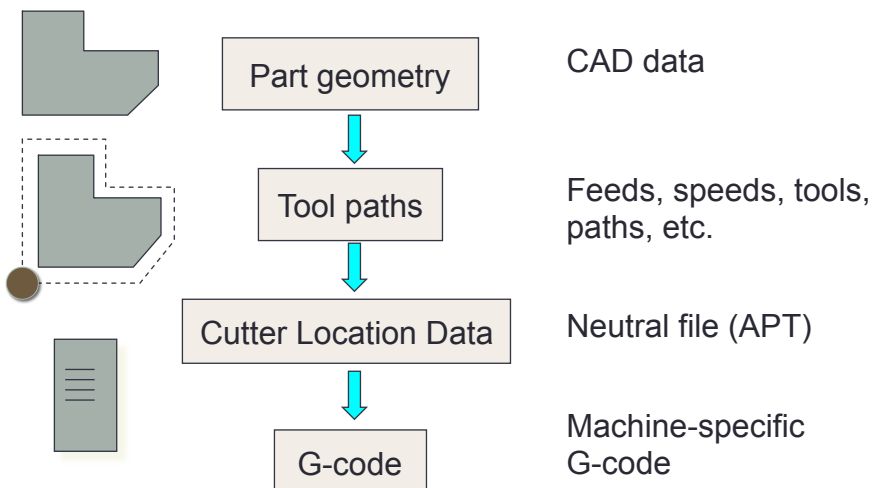 Part geometry
CAD data
Tool paths
Feeds, speeds, tools,
paths, etc.
Cutter Location Data
Neutral file (APT)
G-code
Machine-specific
G-code